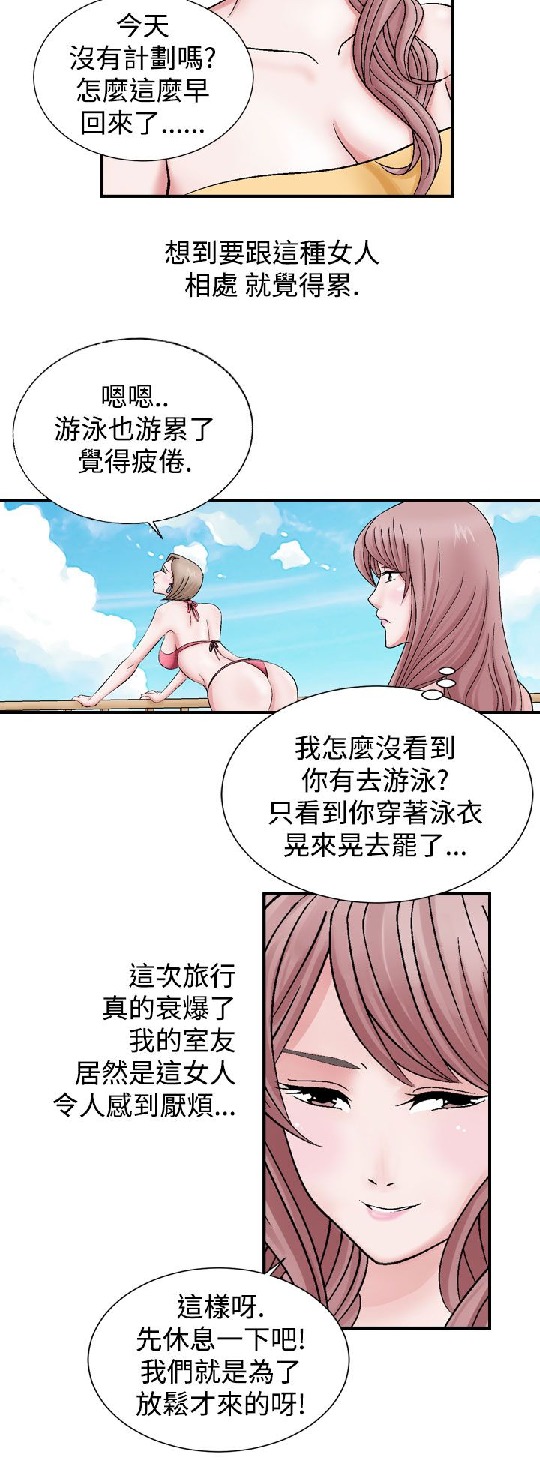 今天
沒有計劃嗎?
怎麼這麼早
回來了......
想到要跟這種女人
相處 就覺得累.
嗯嗯..
游泳也游累了
覺得疲倦.
我怎麼沒看到
你有去游泳?
只看到你穿著泳衣
晃來晃去罷了...
這次旅行
真的衰爆了
我的室友
居然是這女人
令人感到厭煩...
這樣呀.
先休息一下吧!
我們就是為了
放鬆才來的呀!